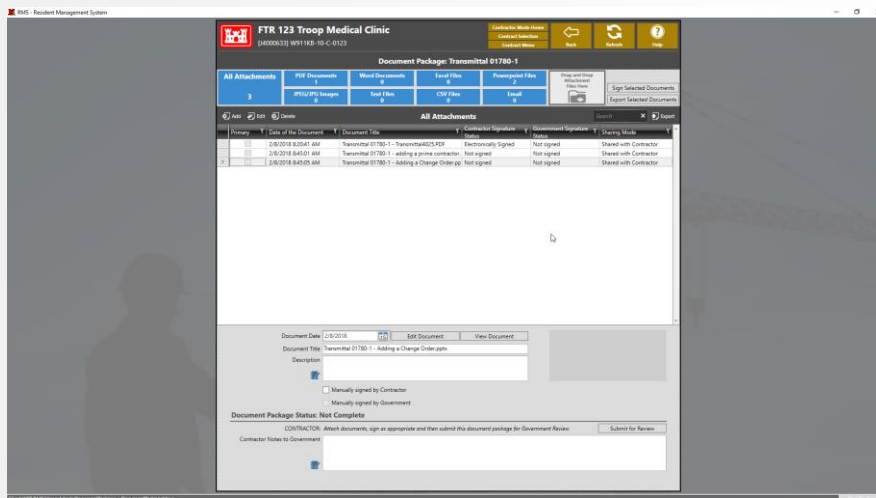 RMS - Resident Management System
FTR 123 Troop Medical Clinic
[J4000633] W911KB-10-C-0123
Contractor Mode Home
Contract Selection
Contract Menu
Back
Refresh
Help
Document Package: Transmittal 01780-1
All Attachments
3
PDF Documents
1
Word Documents
0
Excel Files
0
Powerpoint Files
2
JPEG/JPG Images
0
Text Files
0
CSV Files
0
Email
0
Drag and Drop
Attachment
Files Here
Sign Selected Documents
Export Selected Documents
Add Edit Delete
All Attachments
Search
Export
Primary Date of the Document Document Title Contractor Signature Status Government Signature Status Sharing Mode
2/8/2018 8:20:41 AM Transmittal 01780-1 - Transmittal4025.PDF Electronically Signed Not signed Shared with Contractor
2/8/2018 8:45:01 AM Transmittal 01780-1 - adding a prime contractor Not signed Not signed Shared with Contractor
2/8/2018 8:45:05 AM Transmittal 01780-1 - Adding a Change Order.pp Not signed Not signed Shared with Contractor
Document Date 2/8/2018 Edit Document View Document
Document Title Transmittal 01780-1 - Adding a Change Order.pptx
Description
Manually signed by Contractor
Manually signed by Government
Document Package Status: Not Complete
CONTRACTOR: Attach documents, sign as appropriate and then submit this document package for Government Review
Submit for Review
Contractor Notes to Government